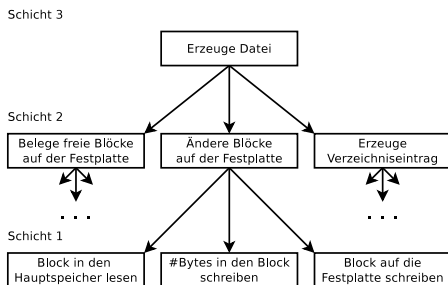 Schicht 3
Erzeuge Datei
Schicht 2
Belege freie Blöcke
auf der Festplatte
Ändere Blöcke
auf der Festplatte
Erzeuge
Verzeichniseintrag
. . .
. . .
Schicht 1
Block in den
Hauptspeicher lesen
#Bytes in den Block
schreiben
Block auf die
Festplatte schreiben